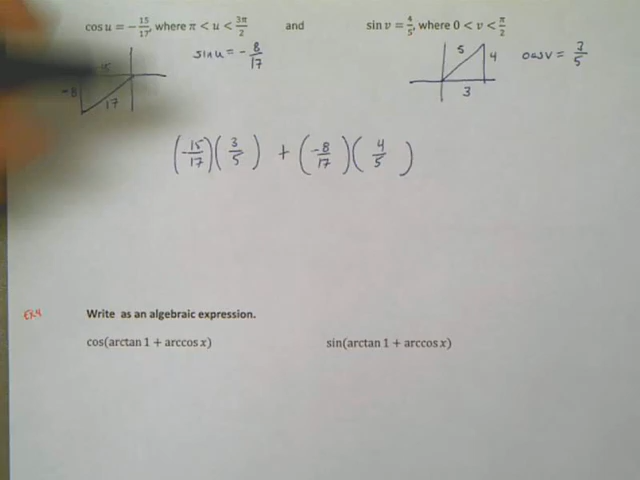 cos u = −15/17, where π < u < 3π/2 and sin v = 4/5, where 0 < v < π/2
sin u = − 8/17
cos v = 3/5
15
-8
17
5
4
3
(-15/17)(3/5) + (-8/17)(4/5)
Ex4 Write as an algebraic expression.
cos(arctan 1 + arccos x) sin(arctan 1 + arccos x)